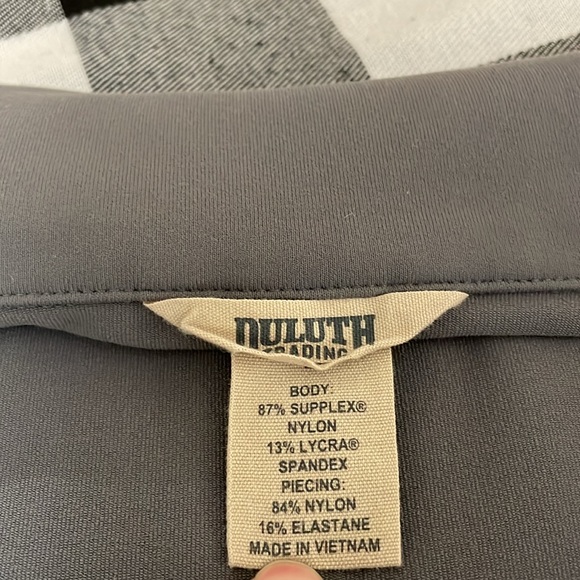 DULUTH
TRADING
BODY:
87% SUPPLEX®
NYLON
13% LYCRA®
SPANDEX
PIECING:
84% NYLON
16% ELASTANE
MADE IN VIETNAM